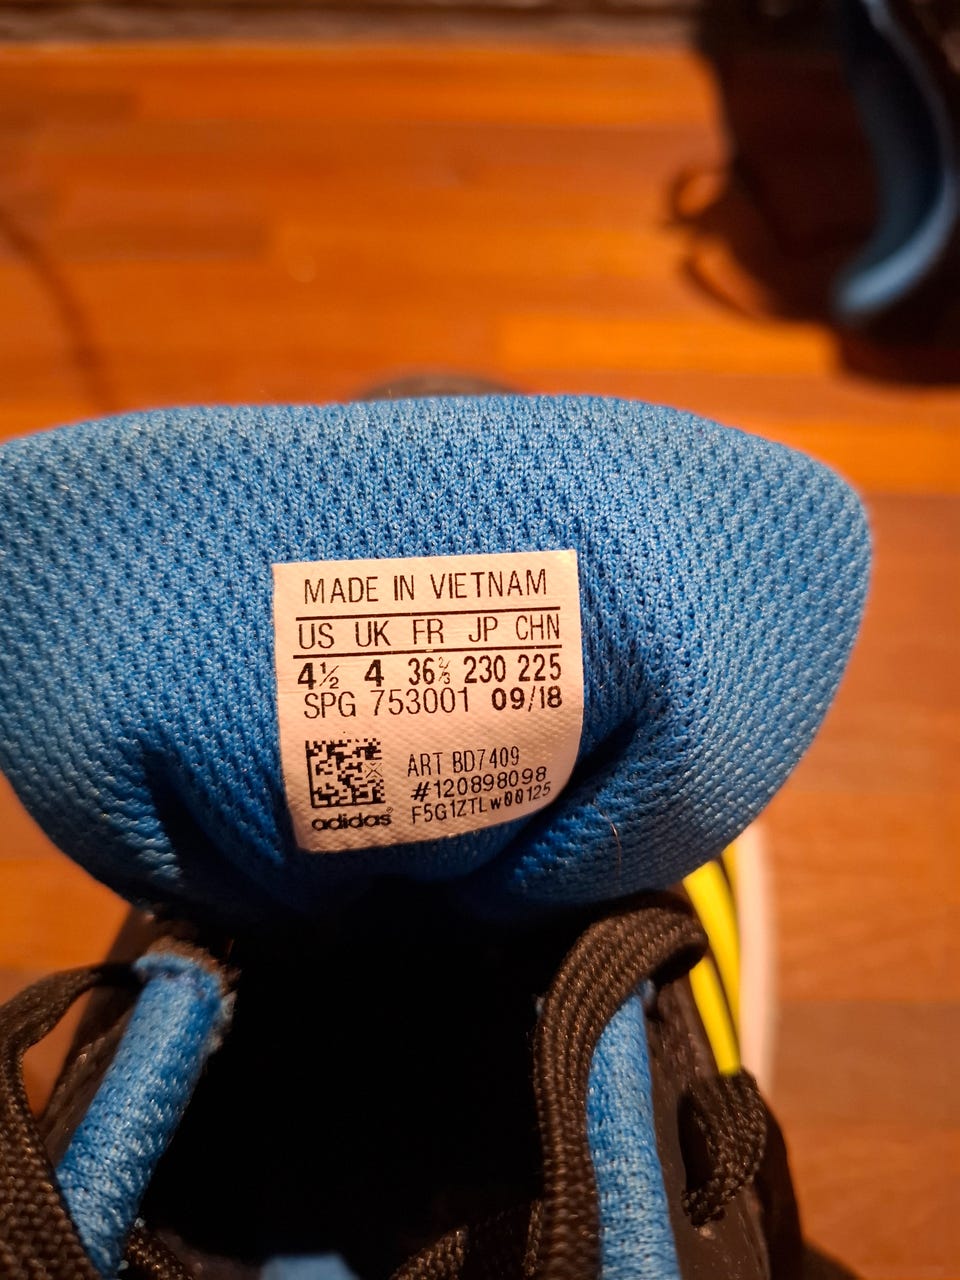 MADE IN VIETNAM
US UK FR JP CHN
4½ 4 36⅔ 230 225
SPG 753001 09/18
ART BD7409
#120898098
F5G1ZTLW00125
adidas®